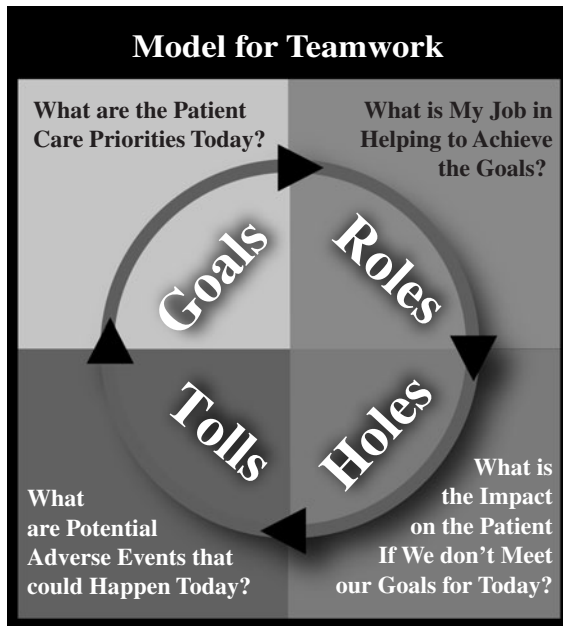 Model for Teamwork
What are the Patient
Care Priorities Today?
What is My Job in
Helping to Achieve
the Goals?
Goals
Roles
Tolls
Holes
What
are Potential
Adverse Events that
could Happen Today?
What is
the Impact
on the Patient
If We don't Meet
our Goals for Today?